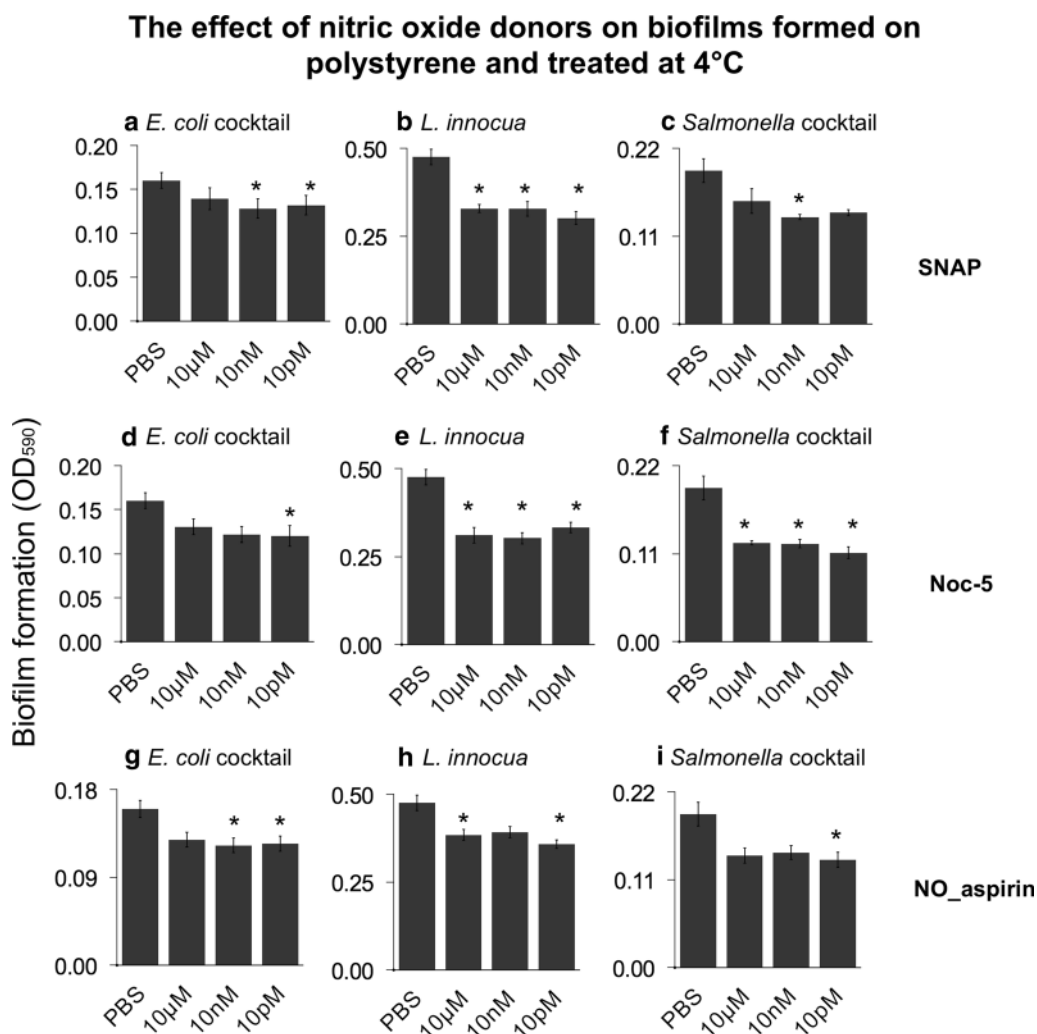 The effect of nitric oxide donors on biofilms formed on
polystyrene and treated at 4°C
Biofilm formation (OD590)
a E. coli cocktail
0.20
0.15
0.10
0.05
0.00
* *
PBS
10µM
10nM
10pM
b L. innocua
0.50
0.25
0.00
* * *
PBS
10µM
10nM
10pM
c Salmonella cocktail
0.22
0.11
0.00
*
PBS
10µM
10nM
10pM
SNAP
d E. coli cocktail
0.20
0.15
0.10
0.05
0.00
*
PBS
10µM
10nM
10pM
e L. innocua
0.50
0.25
0.00
* * *
PBS
10µM
10nM
10pM
f Salmonella cocktail
0.22
0.11
0.00
* * *
PBS
10µM
10nM
10pM
Noc-5
g E. coli cocktail
0.18
0.09
0.00
* *
PBS
10µM
10nM
10pM
h L. innocua
0.50
0.25
0.00
* *
PBS
10µM
10nM
10pM
i Salmonella cocktail
0.22
0.11
0.00
*
PBS
10µM
10nM
10pM
NO_aspirin